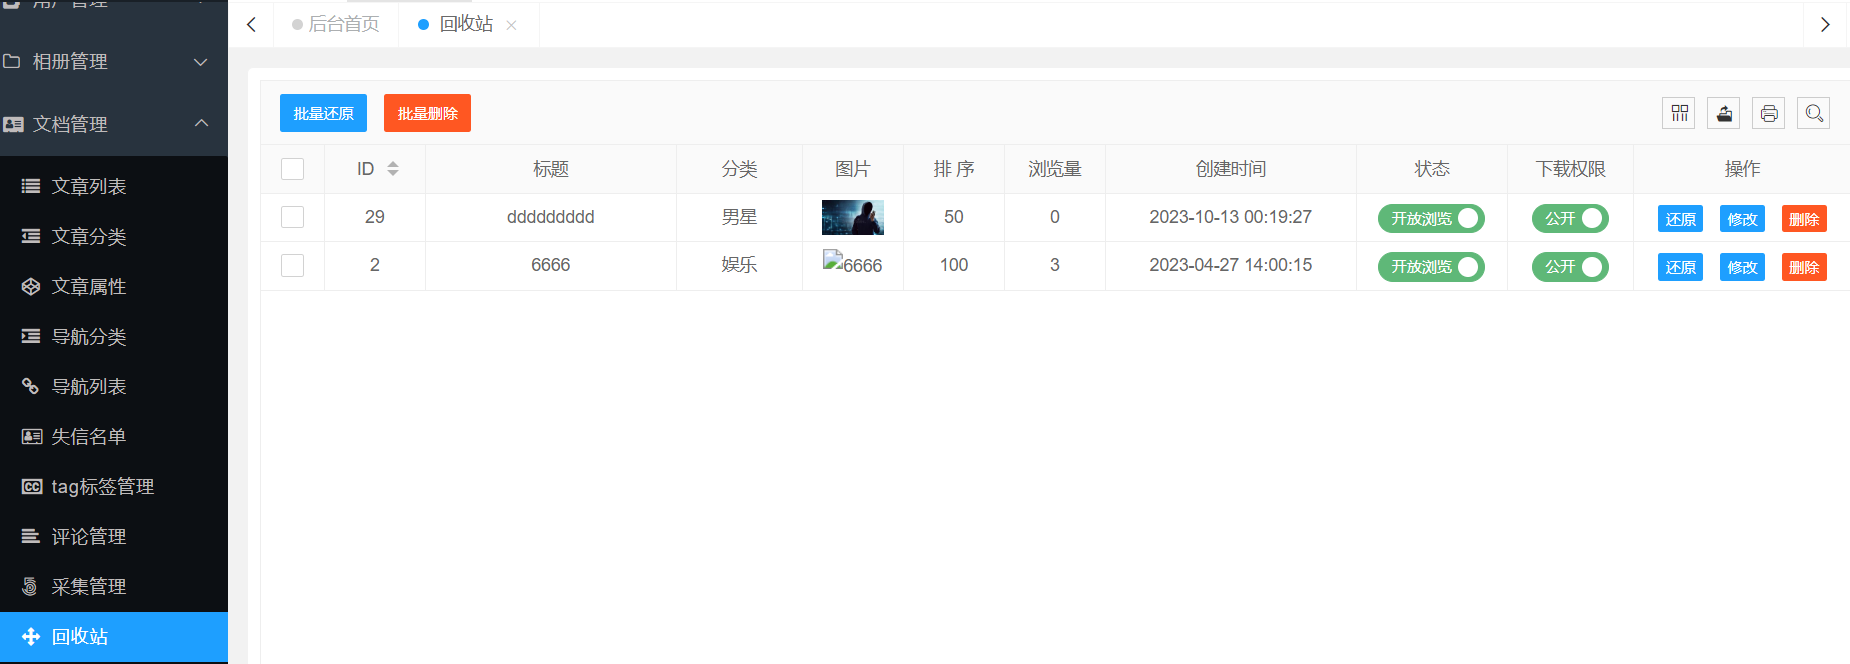 用户管理
相册管理
文档管理
文章列表
文章分类
文章属性
导航分类
导航列表
失信名单
tag标签管理
评论管理
采集管理
回收站
后台首页 回收站
批量还原 批量删除
ID 标题 分类 图片 排 序 浏览量 创建时间 状态 下载权限 操作
29 ddddddddd 男星 50 0 2023-10-13 00:19:27 开放浏览 公开 还原 修改 删除
2 6666 娱乐 6666 100 3 2023-04-27 14:00:15 开放浏览 公开 还原 修改 删除